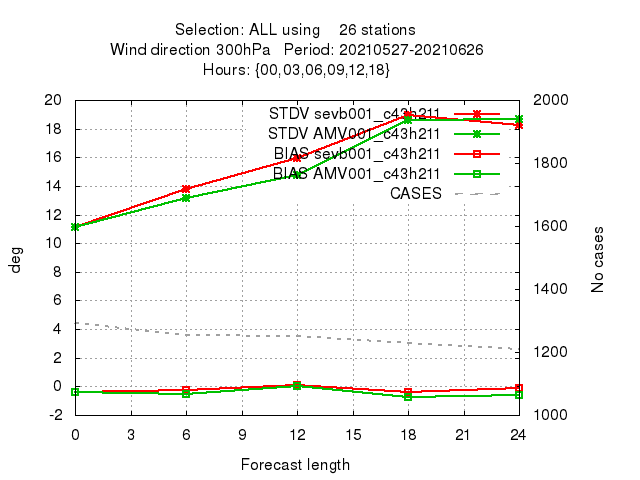 Selection: ALL using    26 stations
Wind direction 300hPa   Period: 20210527-20210626
Hours: {00,03,06,09,12,18}
STDV sevb001_c43h211
STDV AMV001_c43h211
BIAS sevb001_c43h211
BIAS AMV001_c43h211
CASES
20
18
16
14
12
10
8
6
4
2
0
-2
deg
2000
1800
1600
1400
1200
1000
No cases
0 3 6 9 12 15 18 21 24
Forecast length